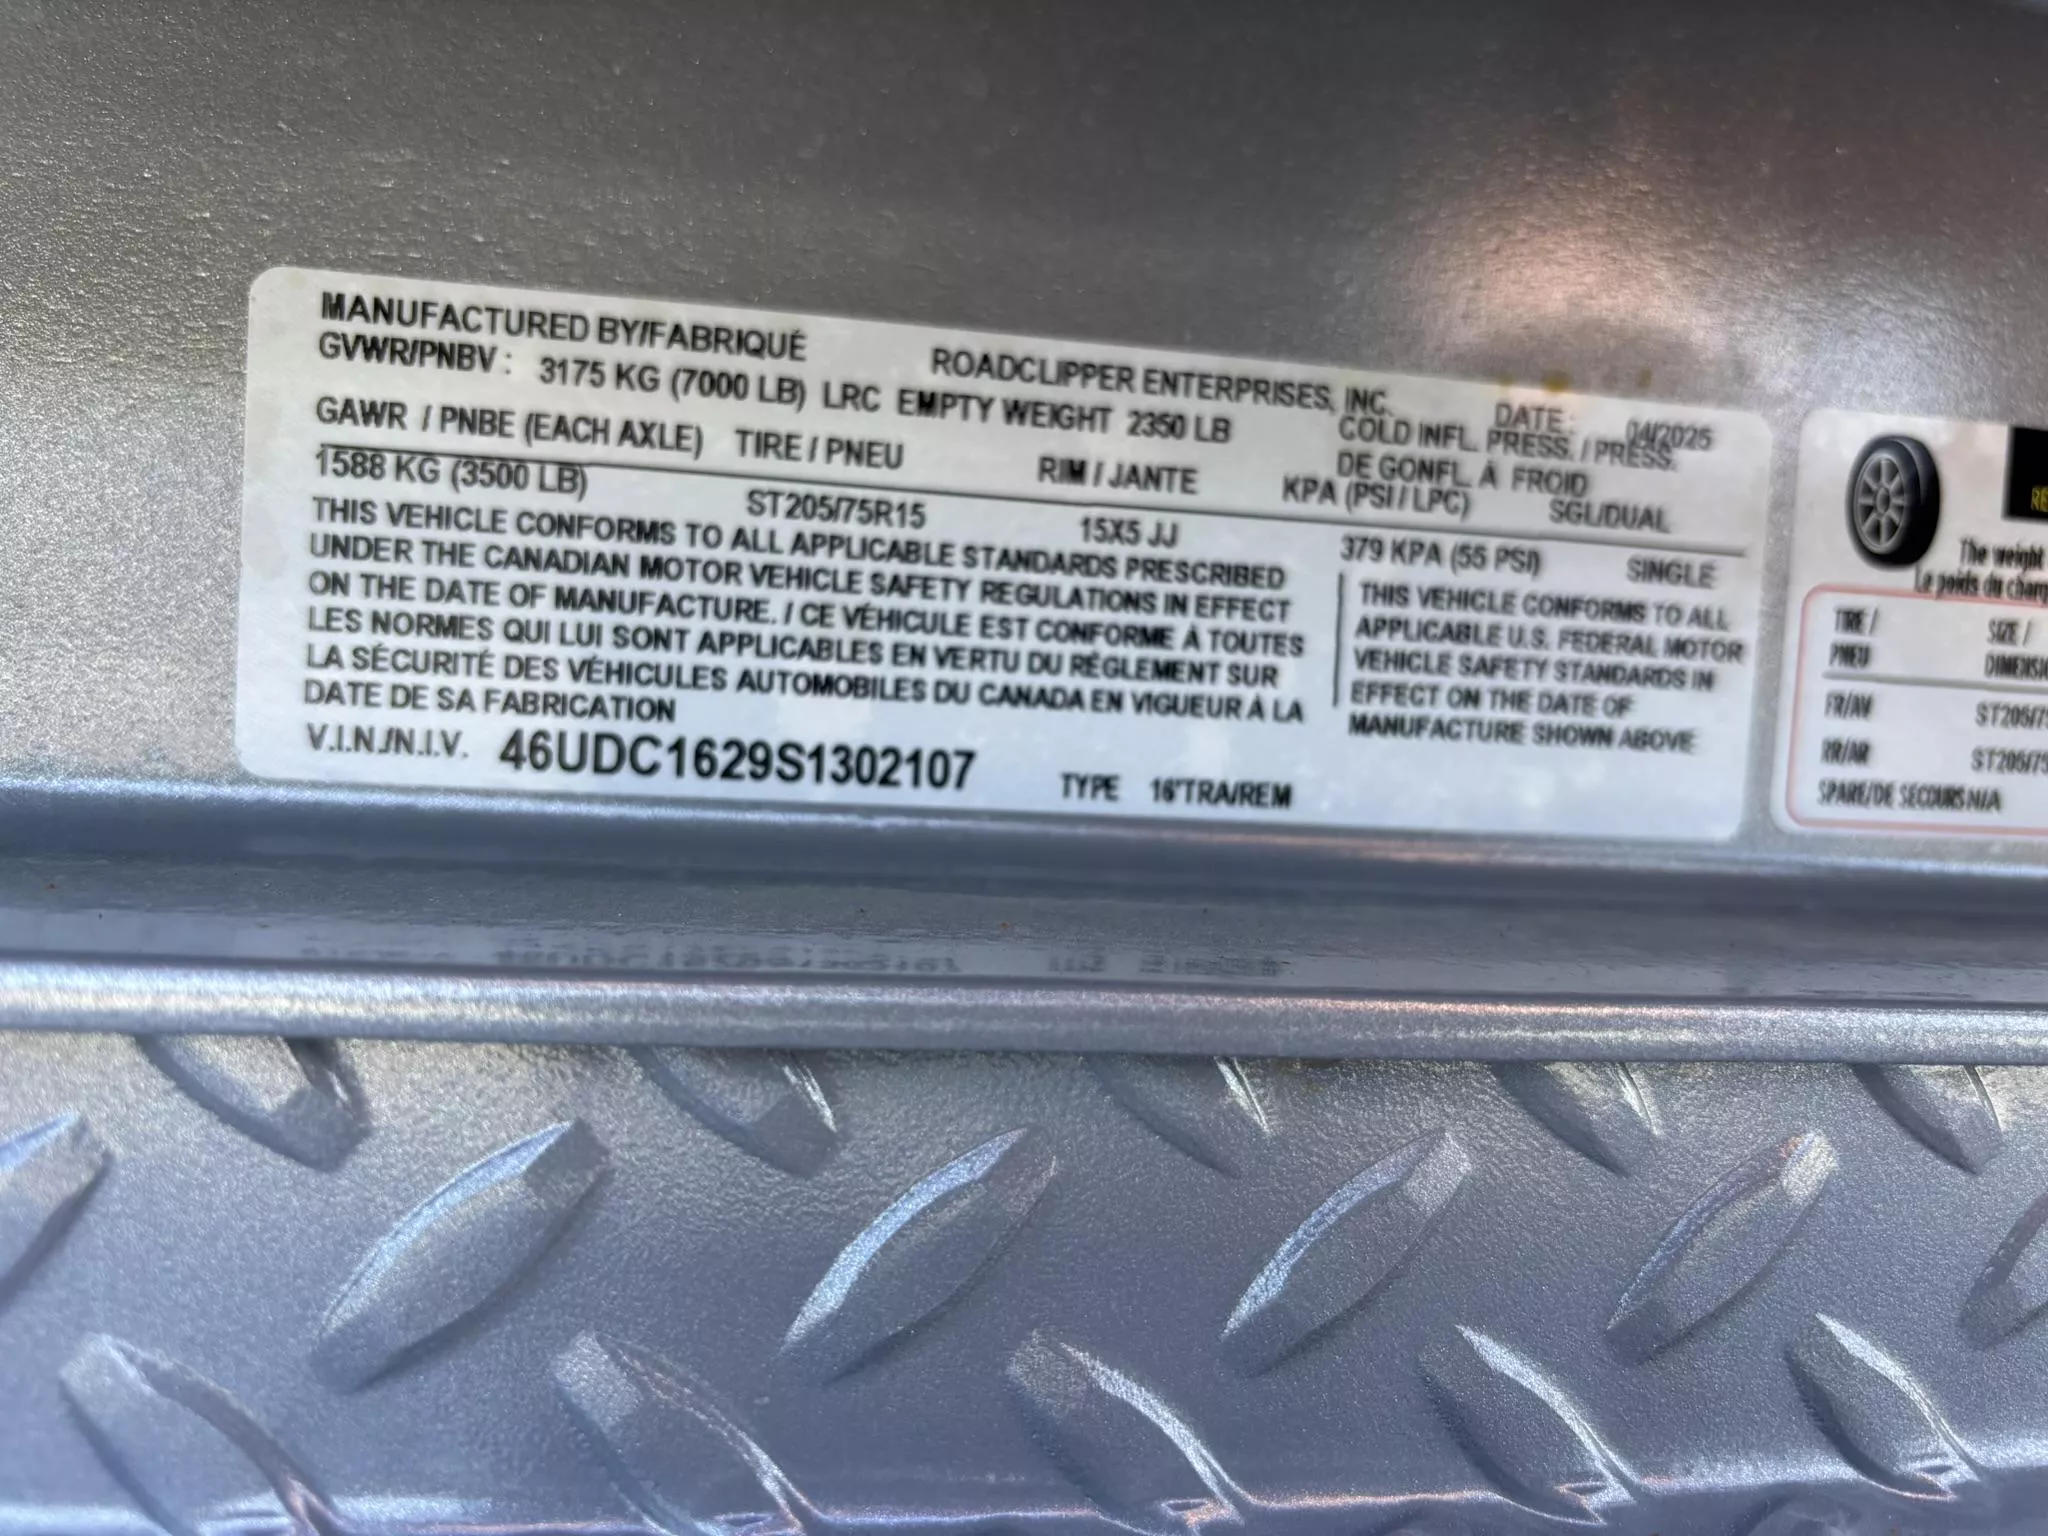 MANUFACTURED BY/FABRIQUÉ ROADCLIPPER ENTERPRISES, INC. DATE: 04/2025
GVWR/PNBV: 3175 KG (7000 LB) LRC EMPTY WEIGHT 2350 LB
COLD INFL. PRESS. / PRESS.
DE GONFL. À FROID
GAWR / PNBE (EACH AXLE) TIRE / PNEU RIM / JANTE KPA (PSI / LPC) SGL/DUAL
1588 KG (3500 LB) ST205/75R15 15X5 JJ 379 KPA (55 PSI) SINGLE
THIS VEHICLE CONFORMS TO ALL APPLICABLE STANDARDS PRESCRIBED
UNDER THE CANADIAN MOTOR VEHICLE SAFETY REGULATIONS IN EFFECT
ON THE DATE OF MANUFACTURE. / CE VÉHICULE EST CONFORME À TOUTES
LES NORMES QUI LUI SONT APPLICABLES EN VERTU DU RÉGLEMENT SUR
LA SÉCURITÉ DES VÉHICULES AUTOMOBILES DU CANADA EN VIGUEUR À LA
DATE DE SA FABRICATION
THIS VEHICLE CONFORMS TO ALL
APPLICABLE U.S. FEDERAL MOTOR
VEHICLE SAFETY STANDARDS IN
EFFECT ON THE DATE OF
MANUFACTURE SHOWN ABOVE
V.I.N./N.I.V. 46UDC1629S1302107 TYPE 16'TRA/REM
The weight
Le poids du
TIRE / SIZE /
PNEU
FR/AV ST205/75
RR/AR ST205/75
SPARE/DE SECOURS N/A